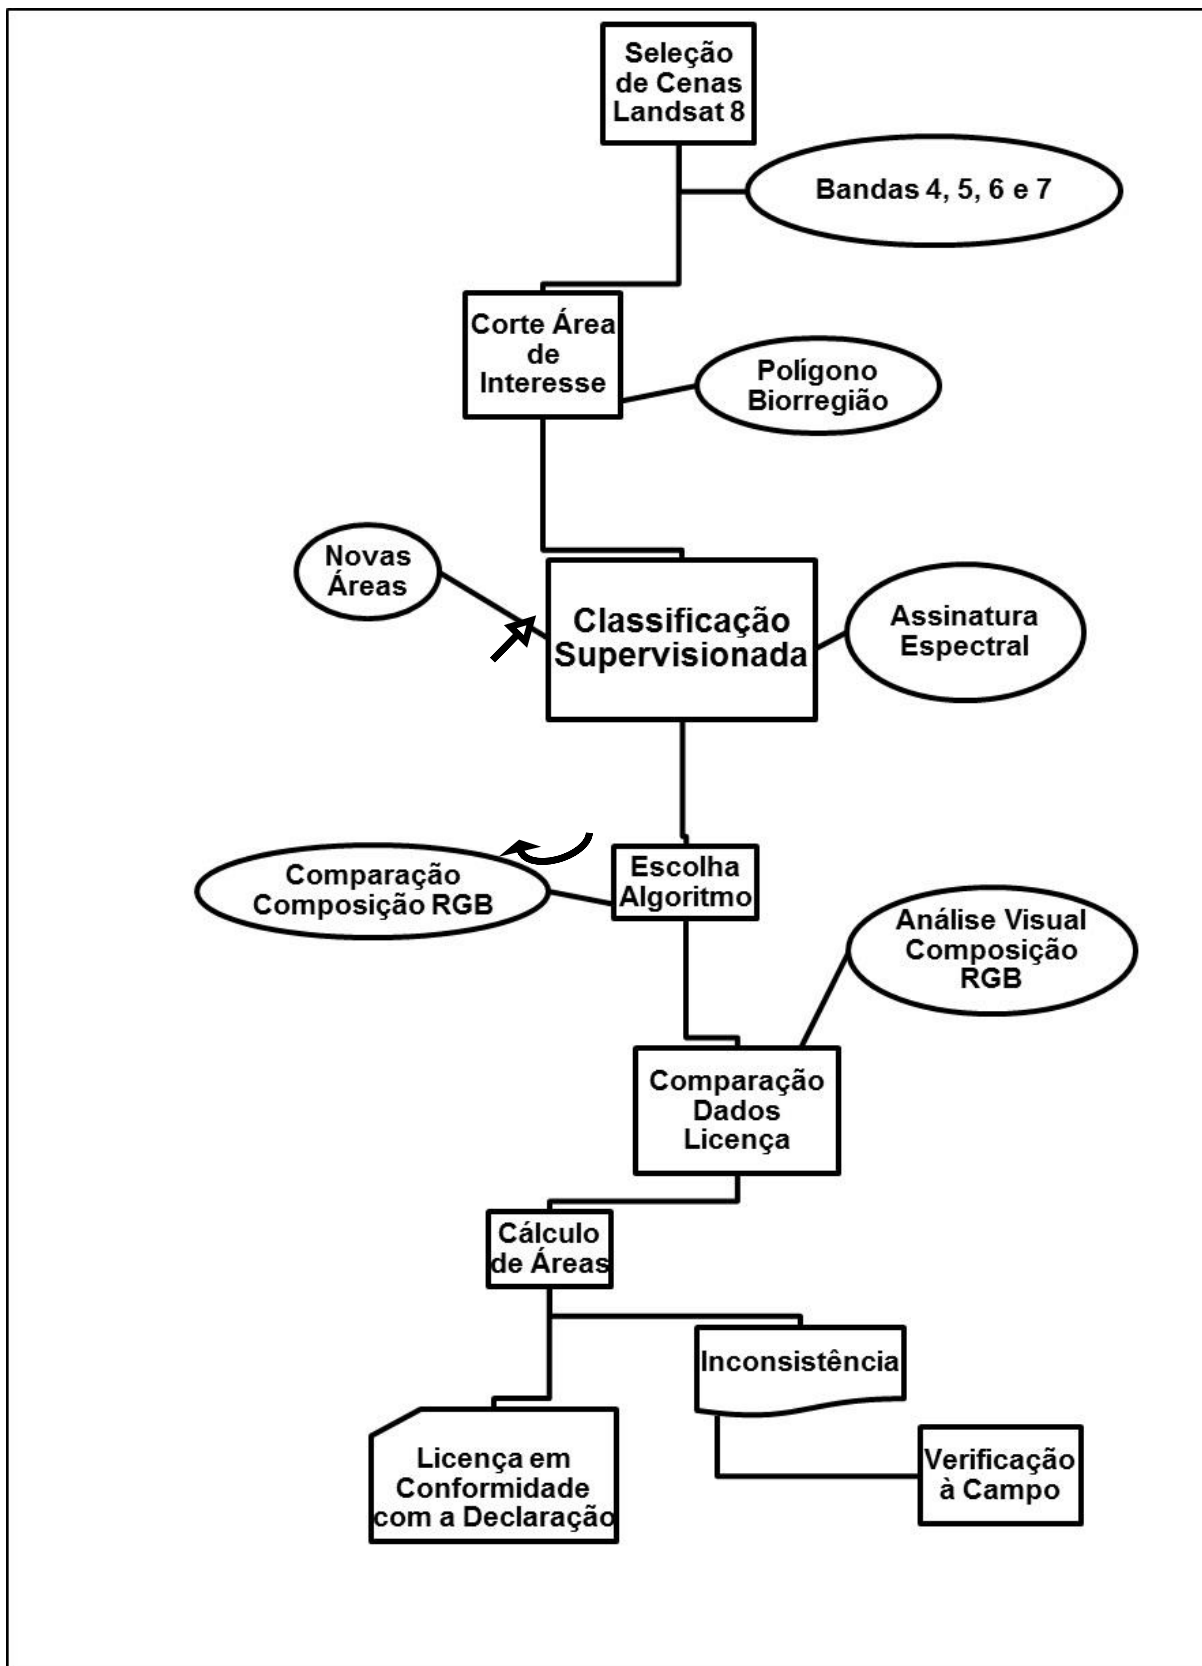 Seleção
de Cenas
Landsat 8
Bandas 4, 5, 6 e 7
Corte Área
de
Interesse
Polígono
Biorregião
Novas
Áreas
Classificação
Supervisionada
Assinatura
Espectral
Comparação
Composição RGB
Escolha
Algoritmo
Análise Visual
Composição
RGB
Comparação
Dados
Licença
Cálculo
de Áreas
Inconsistência
Licença em
Conformidade
com a Declaração
Verificação
à Campo